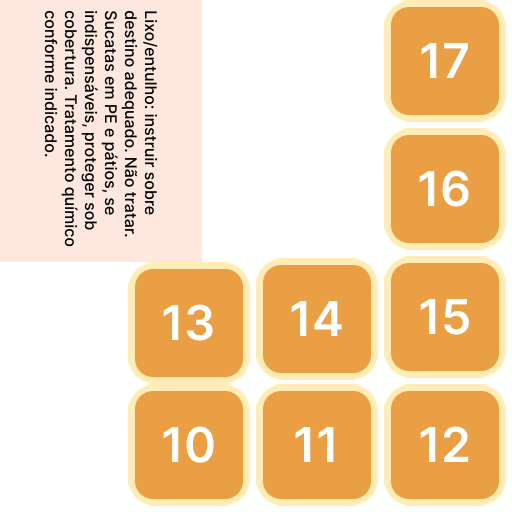 Lixo/entulho: instruir sobre
destino adequado. Não tratar.
Sucatas em PE e pátios, se
indispensáveis, proteger sob
cobertura. Tratamento químico
conforme indicado.
17
16
13 14 15
10 11 12